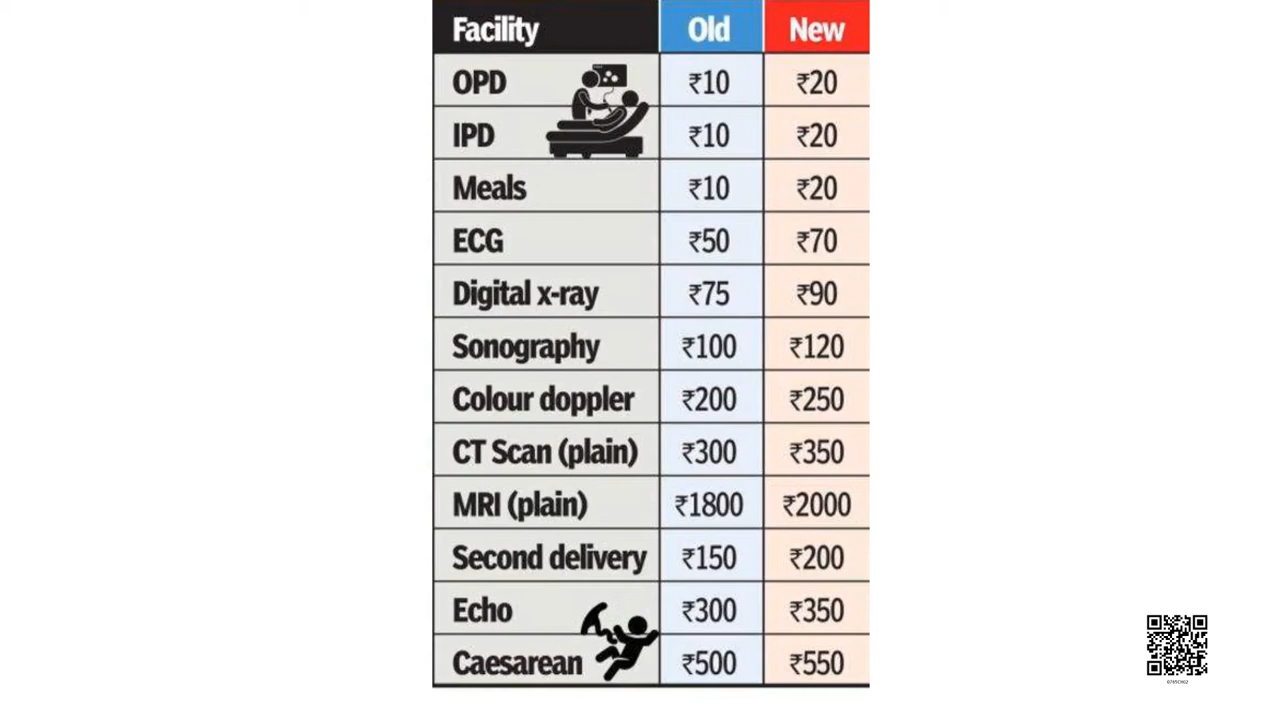 Facility Old New
OPD ₹10 ₹20
IPD ₹10 ₹20
Meals ₹10 ₹20
ECG ₹50 ₹70
Digital x-ray ₹75 ₹90
Sonography ₹100 ₹120
Colour doppler ₹200 ₹250
CT Scan (plain) ₹300 ₹350
MRI (plain) ₹1800 ₹2000
Second delivery ₹150 ₹200
Echo ₹300 ₹350
Caesarean ₹500 ₹550
0765CH02